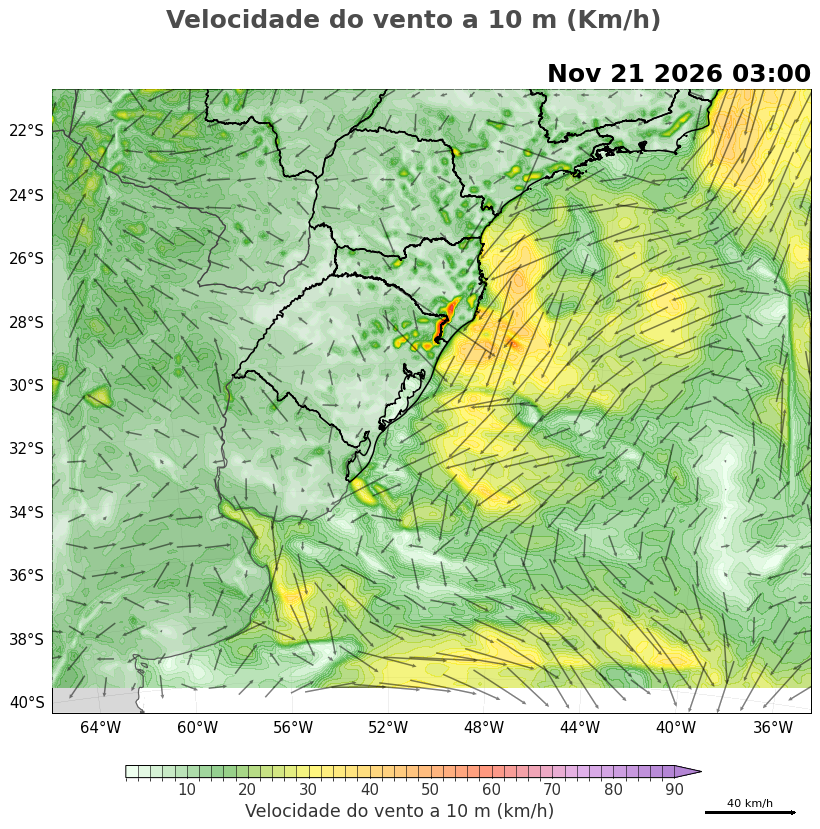 Velocidade do vento a 10 m (Km/h)
Nov 21 2026 03:00
22°S
24°S
26°S
28°S
30°S
32°S
34°S
36°S
38°S
40°S
64°W 60°W 56°W 52°W 48°W 44°W 40°W 36°W
10 20 30 40 50 60 70 80 90
Velocidade do vento a 10 m (km/h)
40 km/h